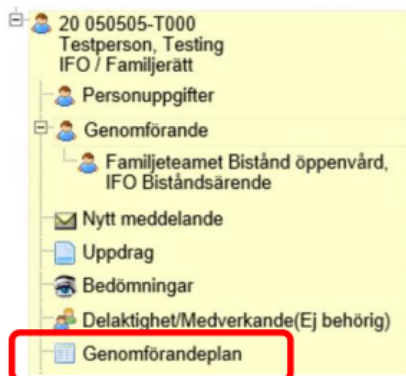 20 050505-T000
Testperson, Testing
IFO / Familjerätt
Personuppgifter
Genomförande
Familjeteamet Bistånd öppenvård,
IFO Biståndsärende
Nytt meddelande
Uppdrag
Bedömningar
Delaktighet/Medverkande(Ej behörig)
Genomförandeplan